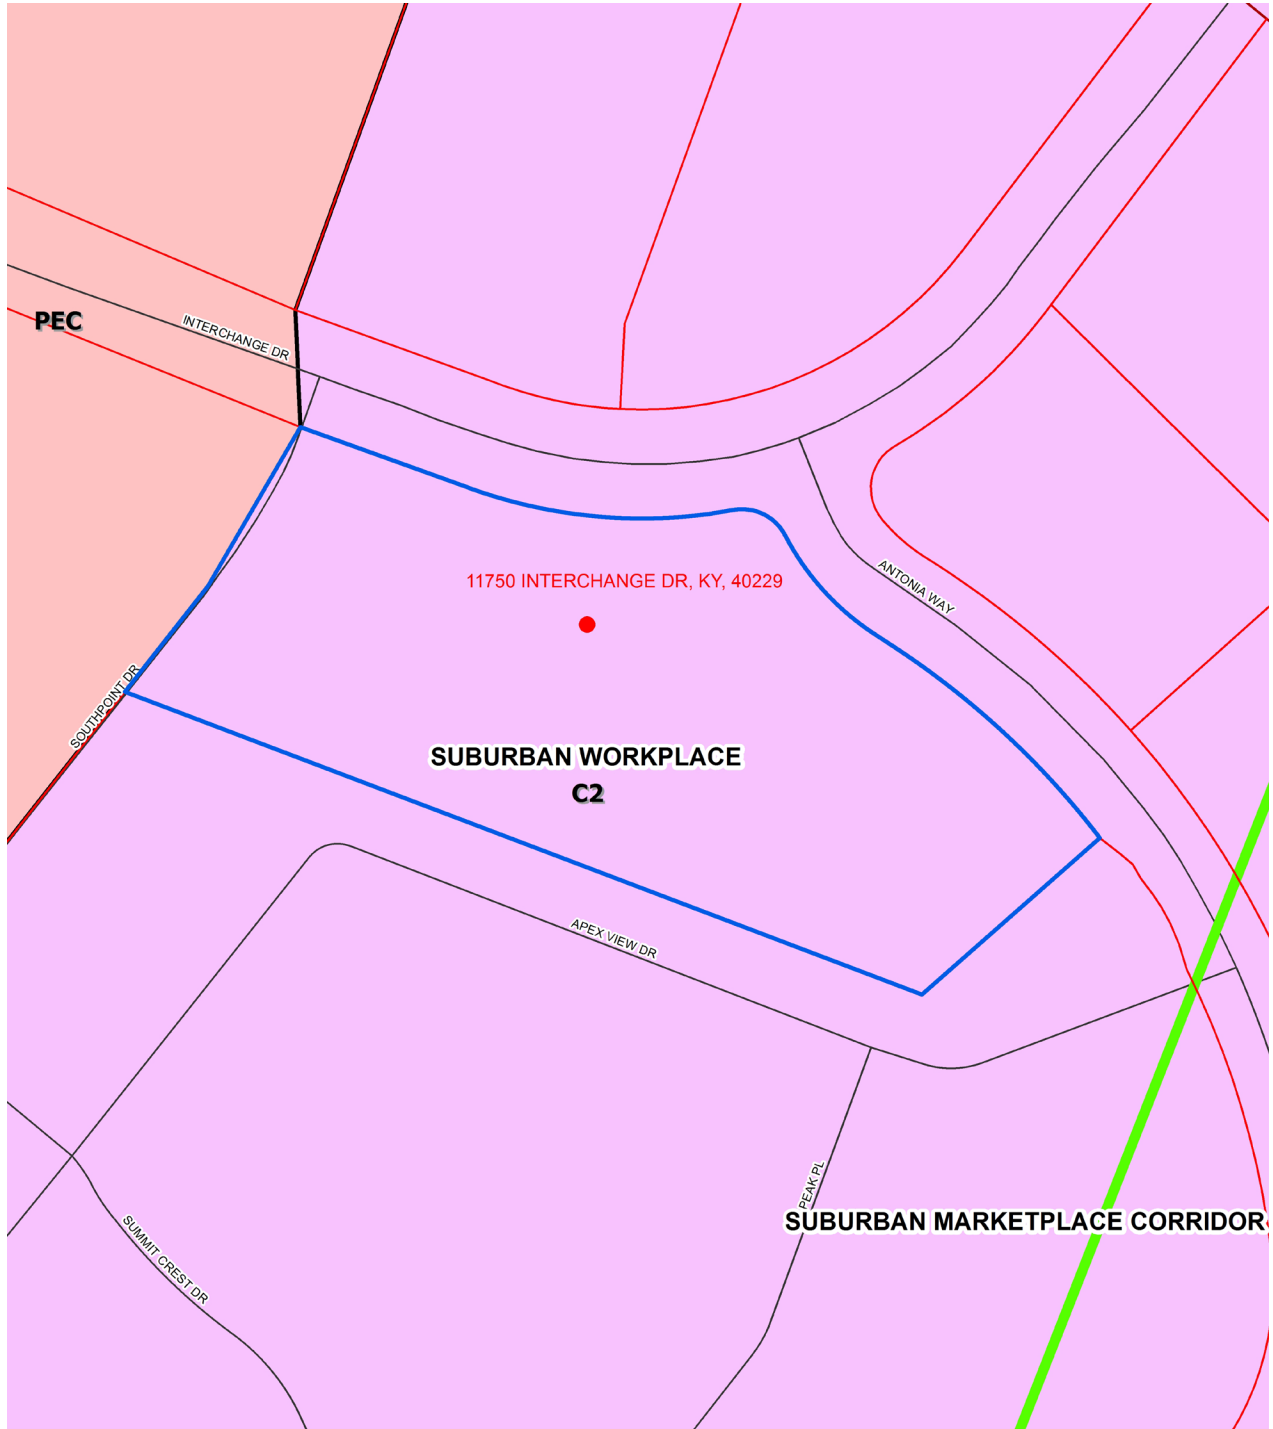 PEC
INTERCHANGE DR
ANTONIA WAY
11750 INTERCHANGE DR, KY, 40229
SOUTHPOINT DR
SUBURBAN WORKPLACE
C2
APEX VIEW DR
PEAK PL
SUBURBAN MARKETPLACE CORRIDOR
SUMMIT CREST DR